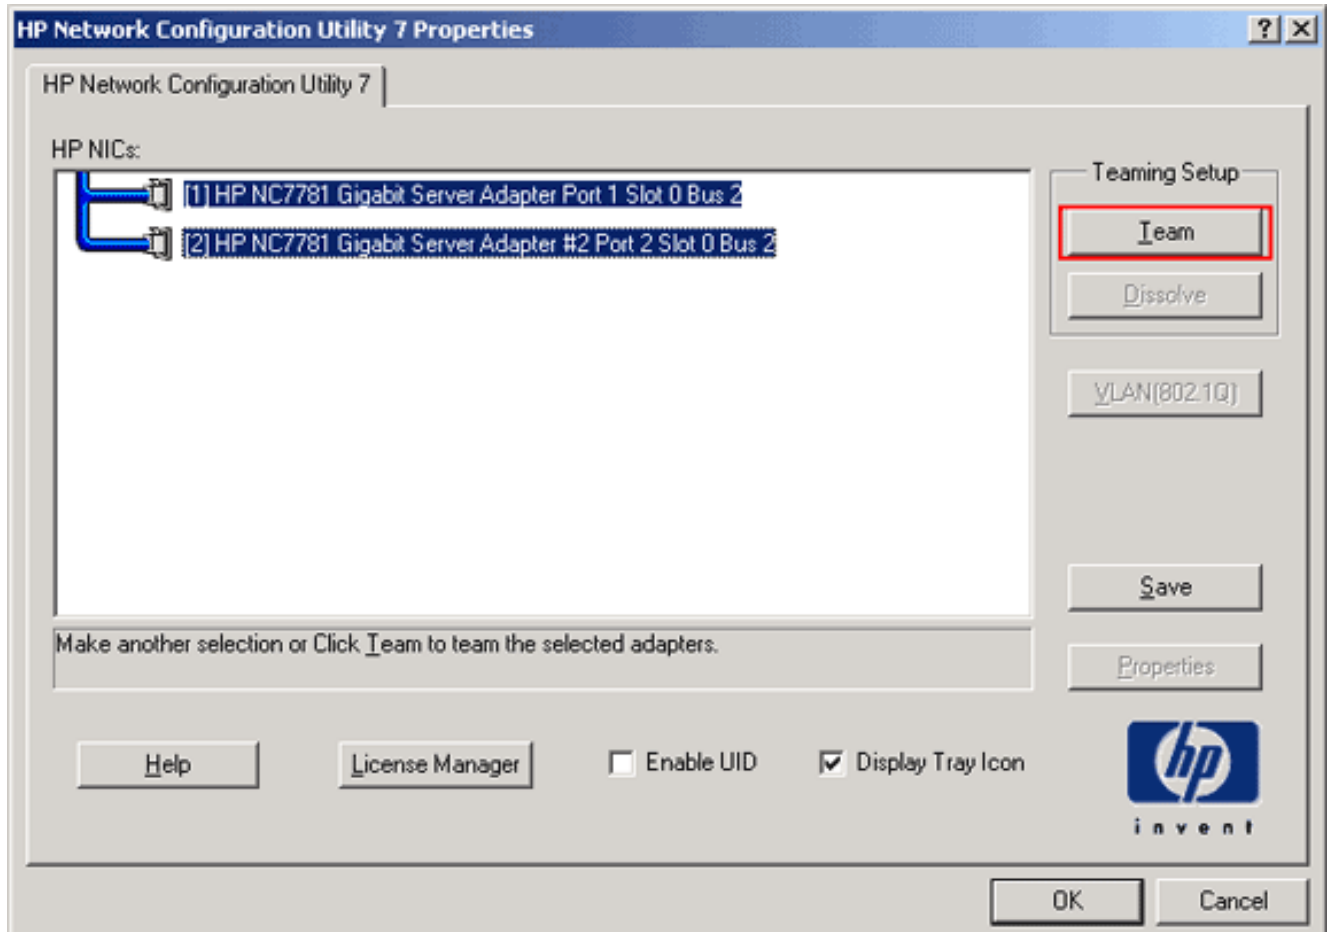 HP Network Configuration Utility 7 Properties
HP Network Configuration Utility 7
HP NICs:
[1] HP NC7781 Gigabit Server Adapter Port 1 Slot 0 Bus 2
[2] HP NC7781 Gigabit Server Adapter #2 Port 2 Slot 0 Bus 2
Teaming Setup
Team
Dissolve
VLAN(802.1Q)
Save
Make another selection or Click Team to team the selected adapters.
Properties
Help
License Manager
Enable UID
Display Tray Icon
hp
invent
OK
Cancel